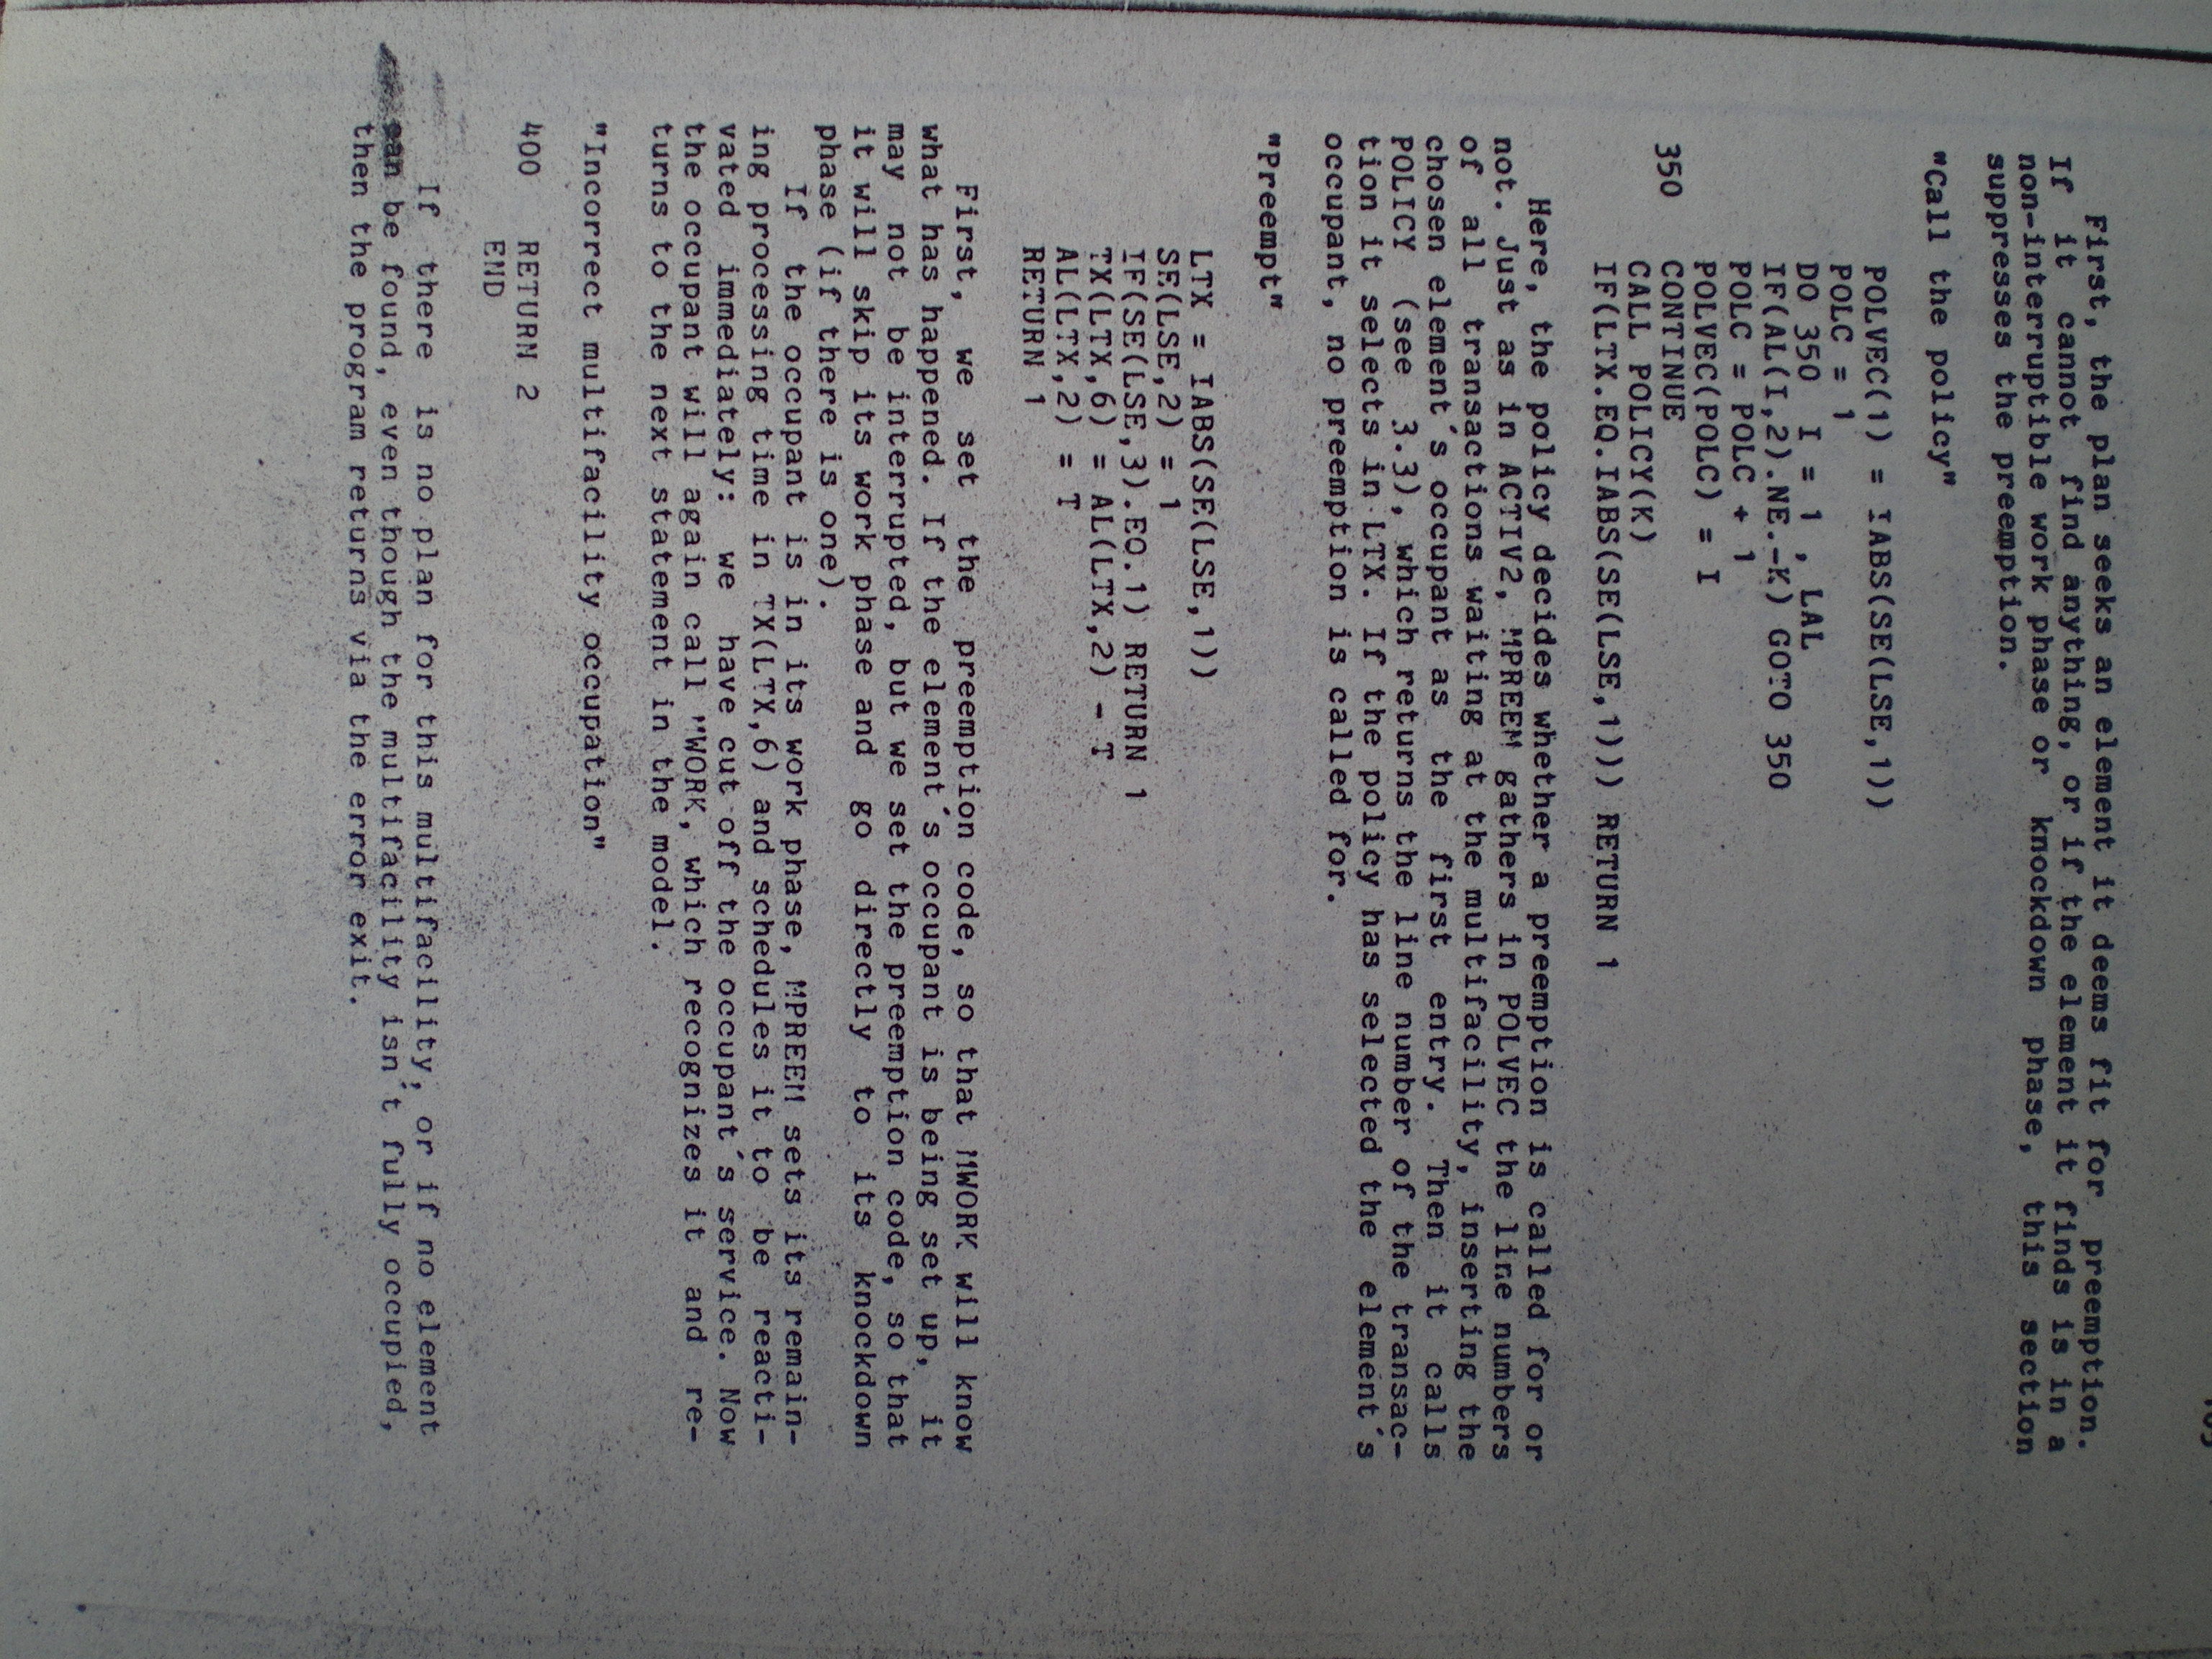 First, the plan seeks an element it deems fit for preemption.
If it cannot find anything, or if the element it finds is in a
non-interruptible work phase or knockdown phase, this section
suppresses the preemption.
"Call the policy"
POLVEC(1) = IABS(SE(LSE,1))
POLC = 1
DO 350 I = 1 , LAL
IF(AL(I,2).NE.-K) GOTO 350
POLC = POLC + 1
POLVEC(POLC) = I
350 CONTINUE
CALL POLICY(K)
IF(LTX.EQ.IABS(SE(LSE,1))) RETURN 1
Here, the policy decides whether a preemption is called for or
not. Just as in ACTIV2, MPREEM gathers in POLVEC the line numbers
of all transactions waiting at the multifacility, inserting the
chosen element's occupant as the first entry. Then it calls
POLICY (see 3.3), which returns the line number of the transac-
tion it selects in LTX. If the policy has selected the element's
occupant, no preemption is called for.
"Preempt"
LTX = IABS(SE(LSE,1))
SE(LSE,2) = 1
IF(SE(LSE,3).EQ.1) RETURN 1
TX(LTX,6) = AL(LTX,2) - T
AL(LTX,2) = T
RETURN 1
First, we set the preemption code, so that MWORK will know
what has happened. If the element's occupant is being set up, it
may not be interrupted, but we set the preemption code, so that
it will skip its work phase and go directly to its knockdown
phase (if there is one).
If the occupant is in its work phase, MPREEM sets its remain-
ing processing time in TX(LTX,6) and schedules it to be reacti-
vated immediately: we have cut off the occupant's service. Now
the occupant will again call MWORK, which recognizes it and re-
turns to the next statement in the model.
"Incorrect multifacility occupation"
400 RETURN 2
END
If there is no plan for this multifacility, or if no element
can be found, even though the multifacility isn't fully occupied,
then the program returns via the error exit.